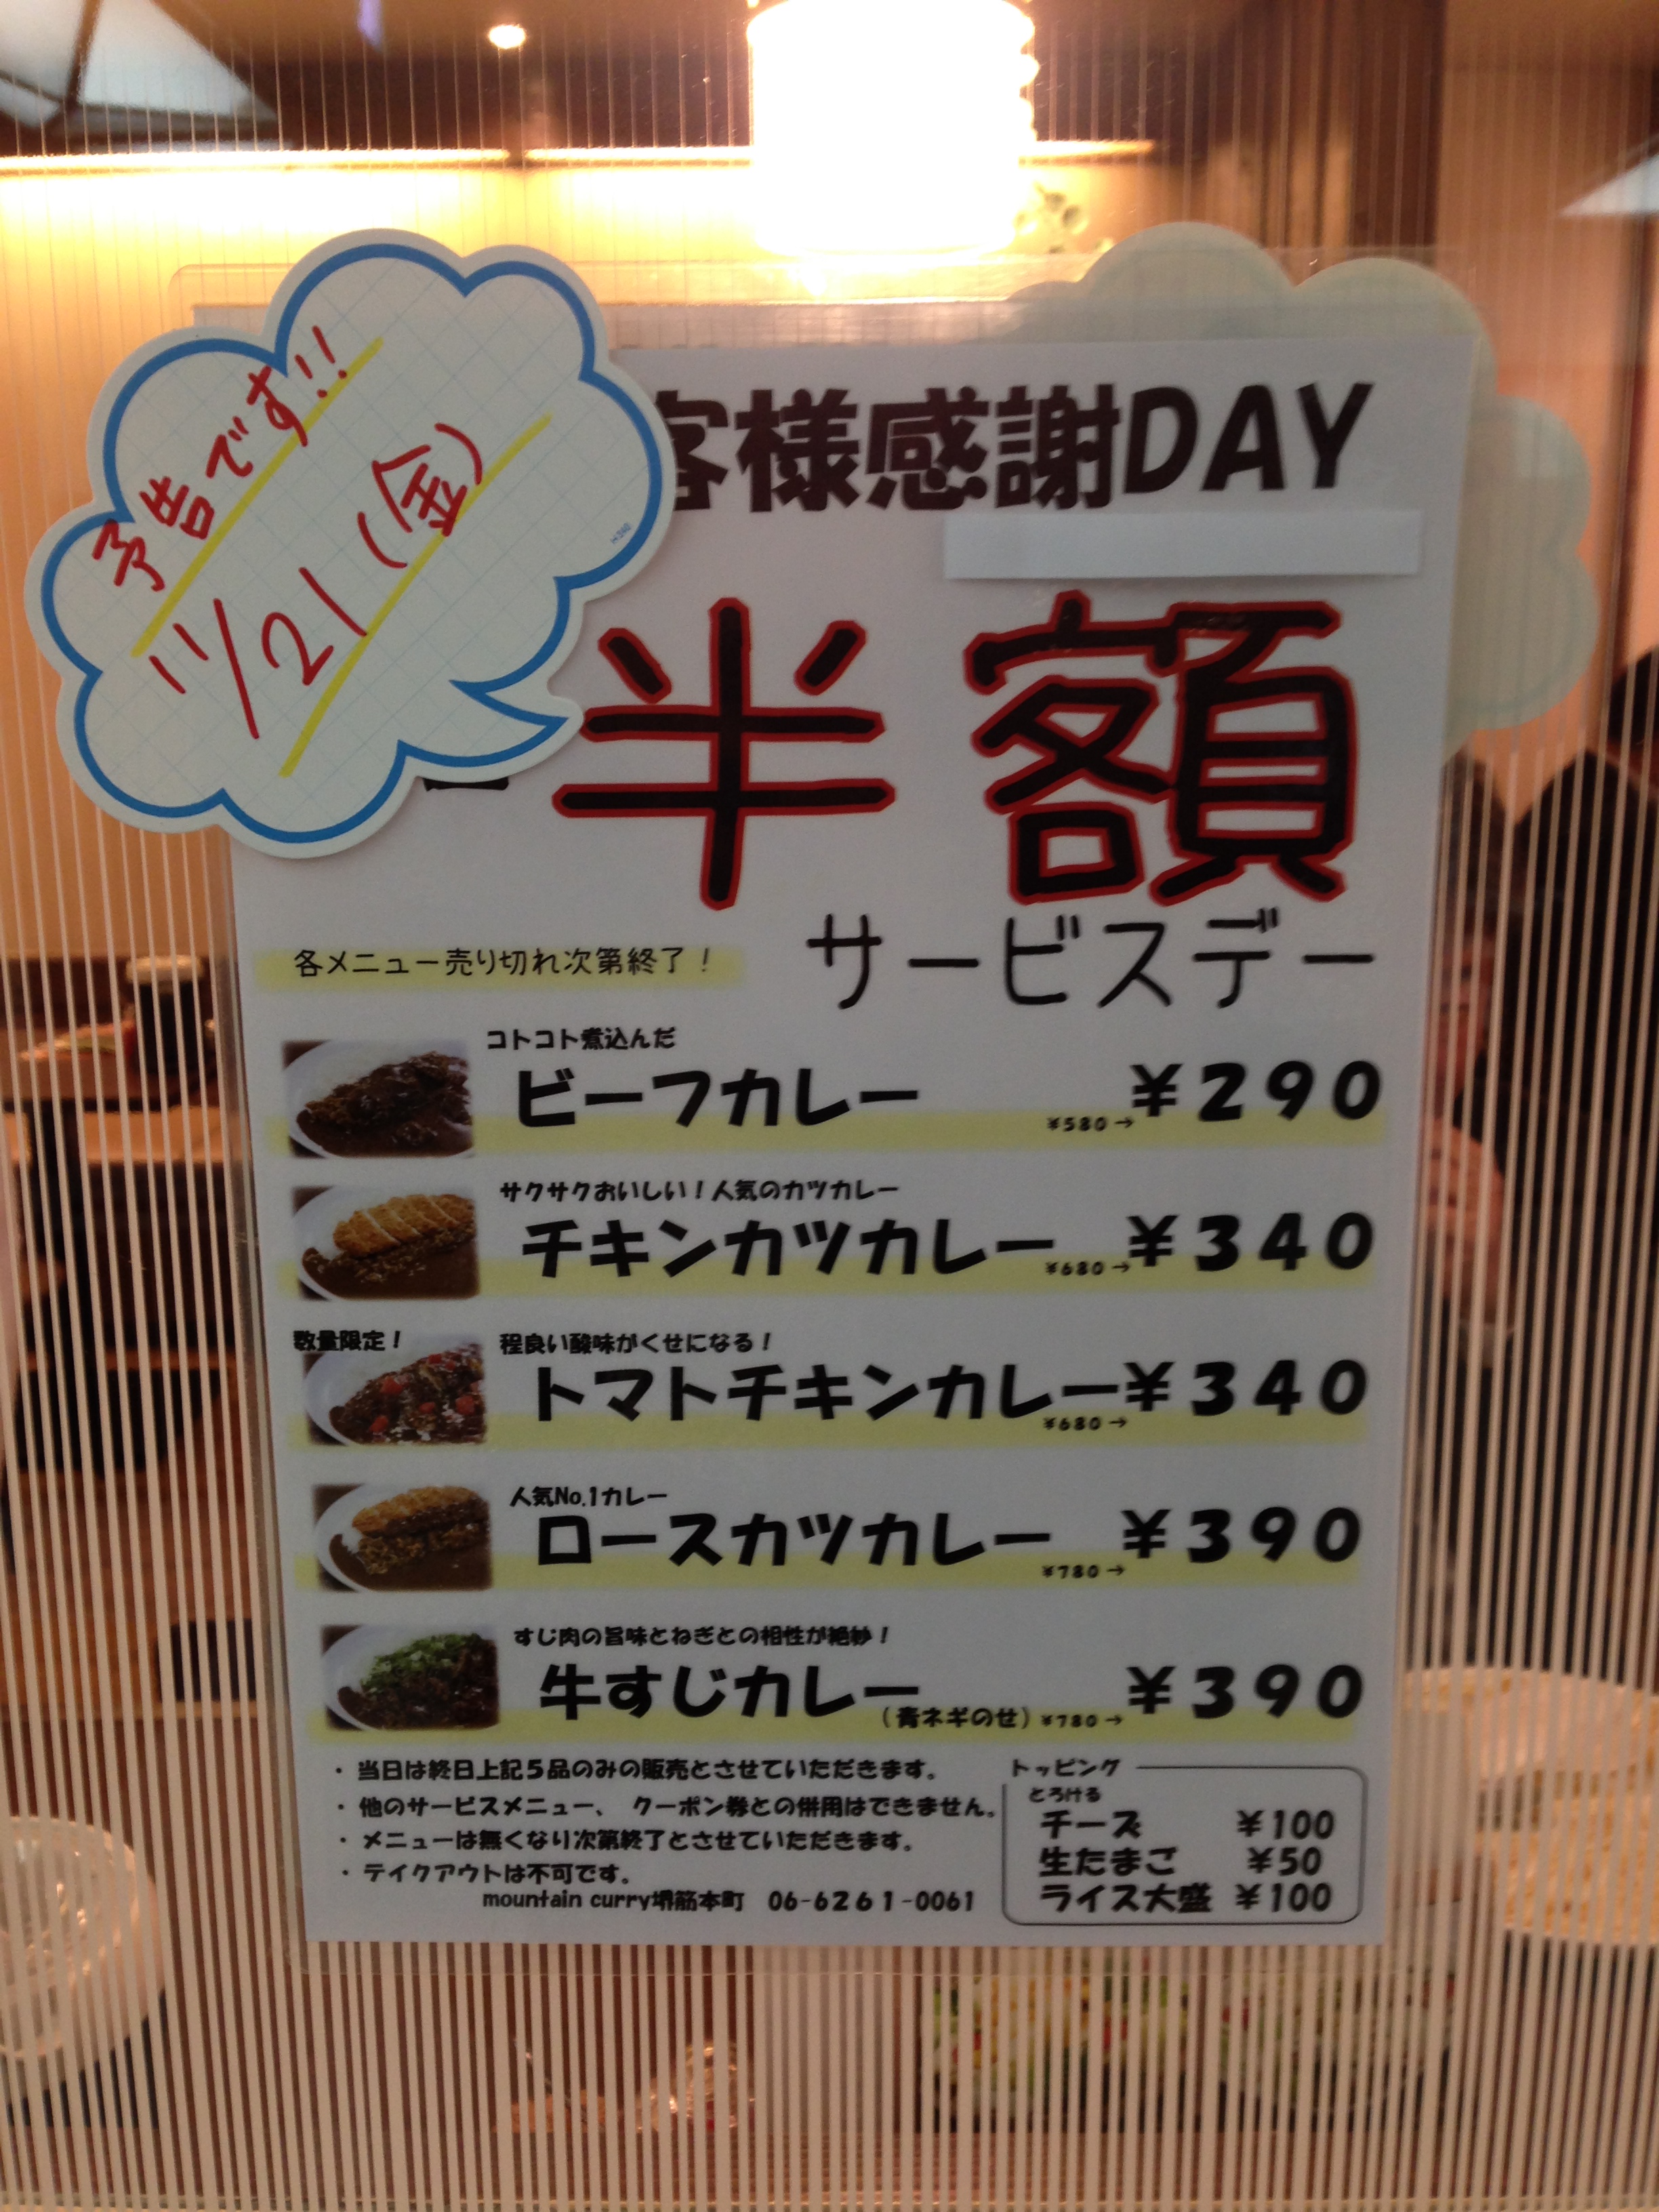 予告です!!
11/21(金)
客様感謝DAY
半額
サービスデー
各メニュー売り切れ次第終了！
コトコト煮込んだ
ビーフカレー ¥580→¥290
サクサクおいしい！人気のカツカレー
チキンカツカレー ¥680→¥340
数量限定！ 程良い酸味がくせになる！
トマトチキンカレー ¥680→¥340
人気No.1カレー
ロースカツカレー ¥780→¥390
すじ肉の旨味とねぎとの相性が絶妙！
牛すじカレー（青ネギのせ）¥780→¥390
・当日は終日上記５品のみの販売とさせていただきます。
・他のサービスメニュー、 クーポン券との併用はできません。
・メニューは無くなり次第終了とさせていただきます。
・テイクアウトは不可です。
mountain curry堺筋本町 06-6261-0061
トッピング
とろける
チーズ ¥100
生たまご ¥50
ライス大盛 ¥100